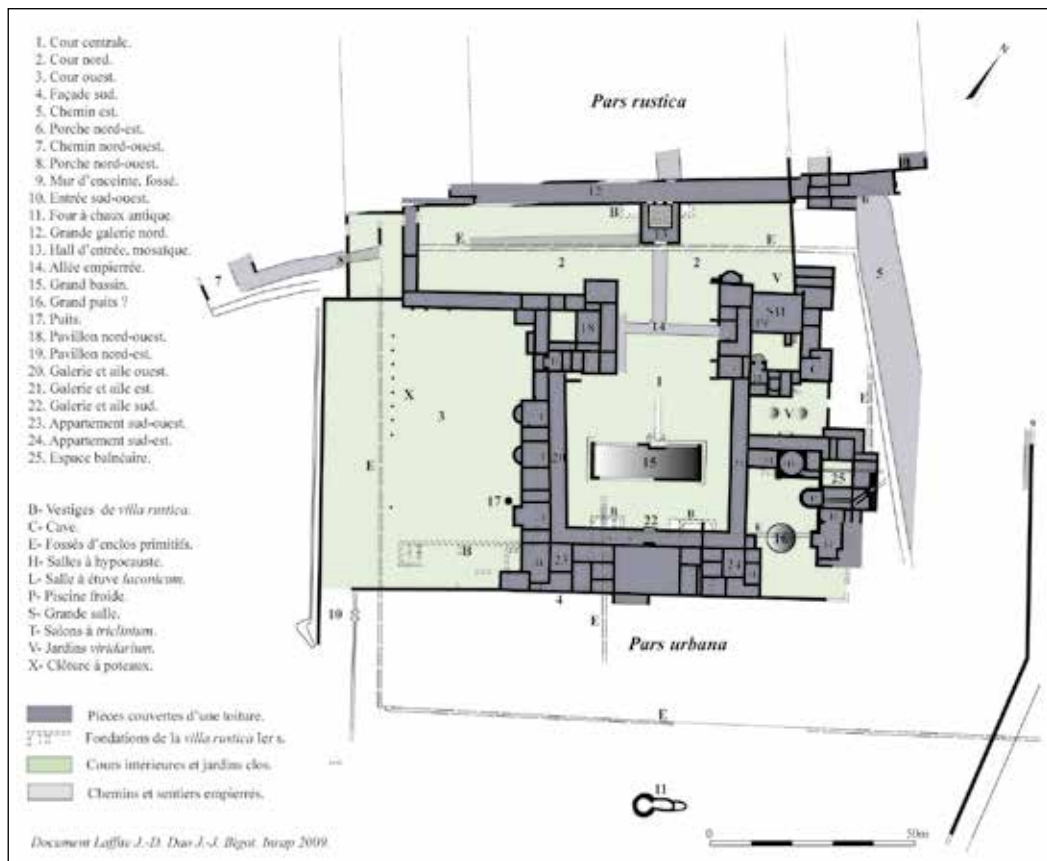 1. Cour centrale.
2. Cour nord.
3. Cour ouest.
4. Façade sud.
5. Chemin est.
6. Porche nord-est.
7. Chemin nord-ouest.
8. Porche nord-ouest.
9. Mur d'enceinte, fossé.
10. Entrée sud-ouest.
11. Four à chaux antique.
12. Grande galerie nord.
13. Hall d'entrée, mosaïque.
14. Allée empierrée.
15. Grand bassin.
16. Grand puits ?
17. Puits.
18. Pavillon nord-ouest.
19. Pavillon nord-est.
20. Galerie et aile ouest.
21. Galerie et aile est.
22. Galerie et aile sud.
23. Appartement sud-ouest.
24. Appartement sud-est.
25. Espace balnéaire.
B- Vestiges de villa rustica.
C- Cave.
E- Fossés d'enclos primitifs.
H- Salles à hypocauste.
L- Salle à étuve laconicum.
P- Piscine froide.
S- Grande salle.
T- Salons à triclinium.
V- Jardins viridarium.
X- Clôture à poteaux.
Pièces couvertes d'une toiture.
Fondations de la villa rustica Ier s.
Cours intérieures et jardins clos.
Chemins et sentiers empierrés.
Document Laffite J.-D. Dao J.-J. Bigot. Inrap 2009.
Pars rustica
N
12
B
6
E
E
5
7
8
2
2
V
18
14
19
1
X
3
V
E
9
E
20
15
25
17
B
22
B
16
B
23
24
10
4
E
Pars urbana
E
11
0
50m